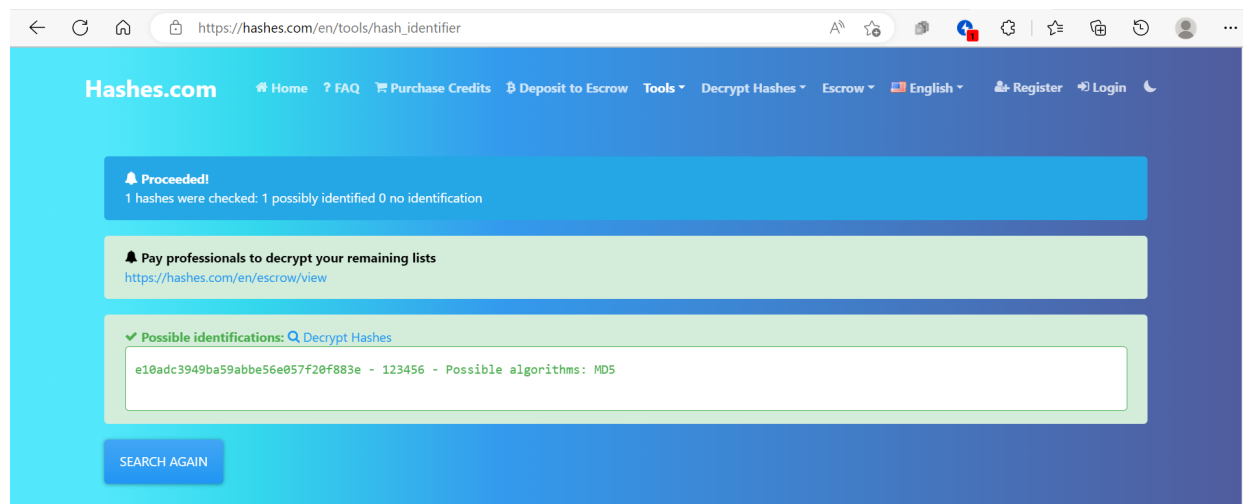 https://hashes.com/en/tools/hash_identifier
1
Hashes.com Home ? FAQ Purchase Credits Deposit to Escrow Tools Decrypt Hashes Escrow English Register Login
Proceeded!
1 hashes were checked: 1 possibly identified 0 no identification
Pay professionals to decrypt your remaining lists
https://hashes.com/en/escrow/view
Possible identifications: Decrypt Hashes
e10adc3949ba59abbe56e057f20f883e - 123456 - Possible algorithms: MD5
SEARCH AGAIN